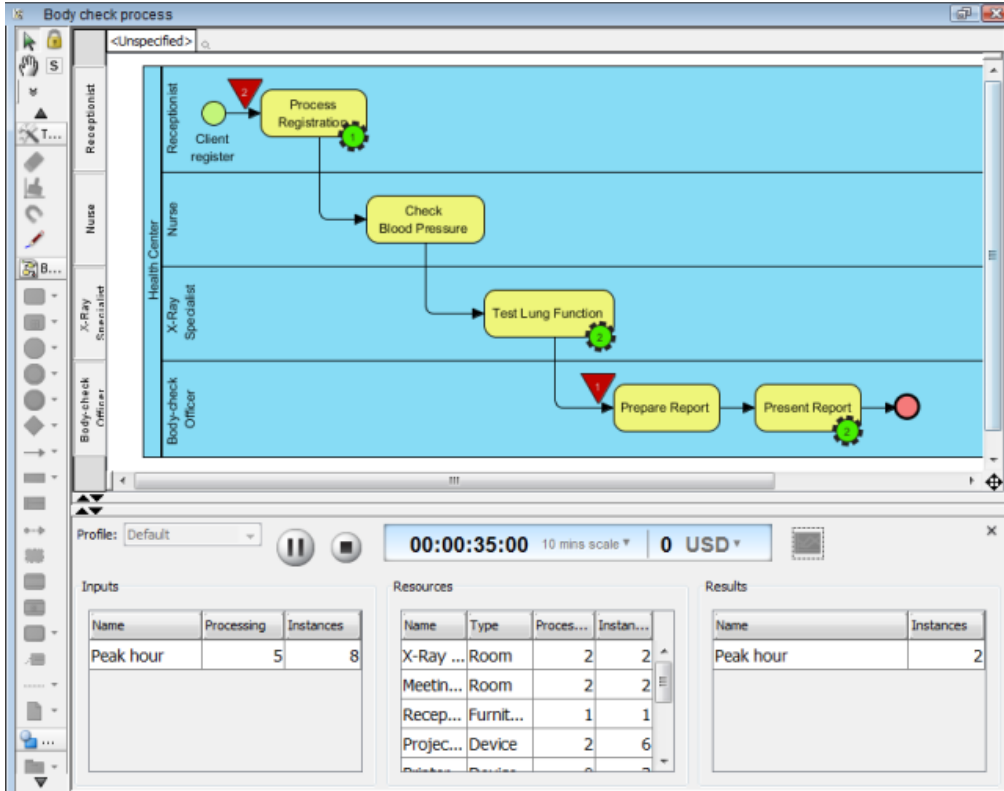 Body check process
<Unspecified>
S
T...
B...
...
Receptionist
Nurse
X-Ray
Specialist
Body-check
Officer
Health Center
Receptionist
Client
register
2
Process
Registration
1
Nurse
Check
Blood Pressure
X-Ray
Specialist
Test Lung Function
2
Body-check
Officer
1
Prepare Report
Present Report
2
Profile: Default
00:00:35:00 10 mins scale 0 USD
Inputs
Name Processing Instances
Peak hour 5 8
Resources
Name Type Proces... Instan...
X-Ray ... Room 2 2
Meetin... Room 2 2
Recep... Furnit... 1 1
Projec... Device 2 6
Results
Name Instances
Peak hour 2